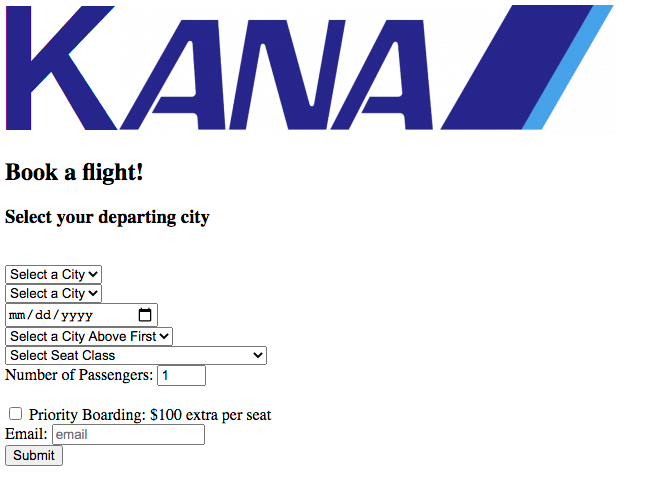 KANA
Book a flight!
Select your departing city
Select a City
Select a City
mm/dd/yyyy
Select a City Above First
Select Seat Class
Number of Passengers: 1
Priority Boarding: $100 extra per seat
Email: email
Submit